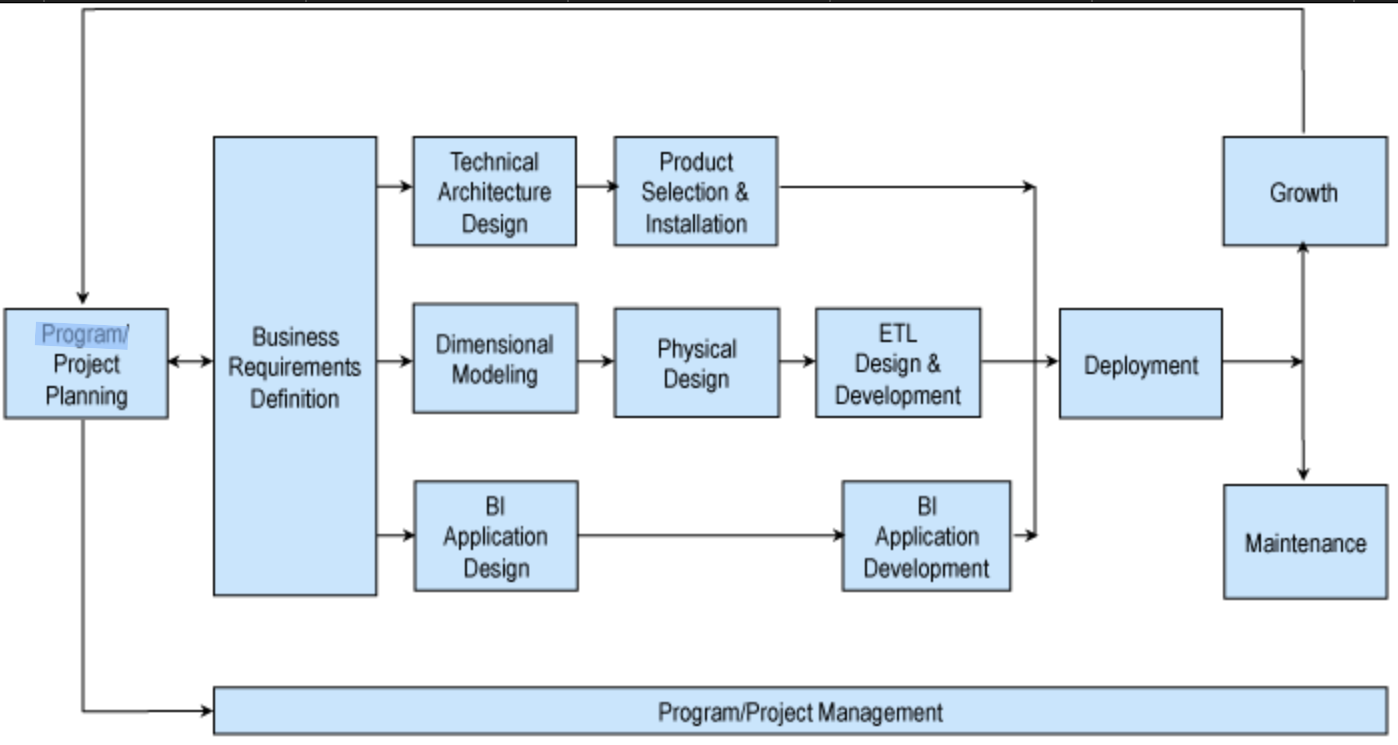 Program/
Project
Planning
Business
Requirements
Definition
Technical
Architecture
Design
Product
Selection &
Installation
Dimensional
Modeling
Physical
Design
ETL
Design &
Development
BI
Application
Design
BI
Application
Development
Deployment
Growth
Maintenance
Program/Project Management